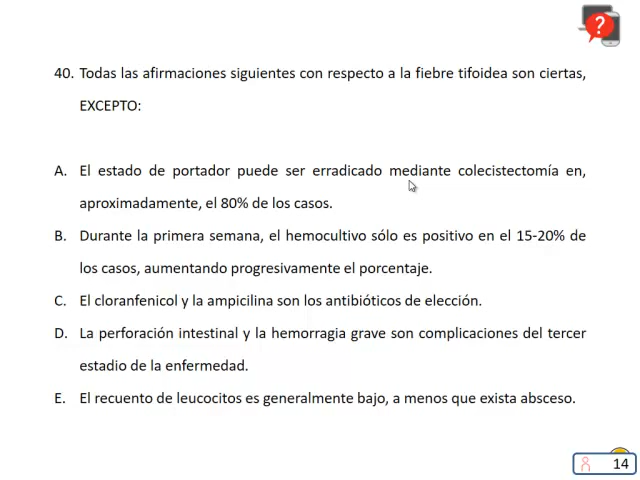 40. Todas las afirmaciones siguientes con respecto a la fiebre tifoidea son ciertas,
EXCEPTO:
A. El estado de portador puede ser erradicado mediante colecistectomía en,
aproximadamente, el 80% de los casos.
B. Durante la primera semana, el hemocultivo sólo es positivo en el 15-20% de
los casos, aumentando progresivamente el porcentaje.
C. El cloranfenicol y la ampicilina son los antibióticos de elección.
D. La perforación intestinal y la hemorragia grave son complicaciones del tercer
estadio de la enfermedad.
E. El recuento de leucocitos es generalmente bajo, a menos que exista absceso.
14